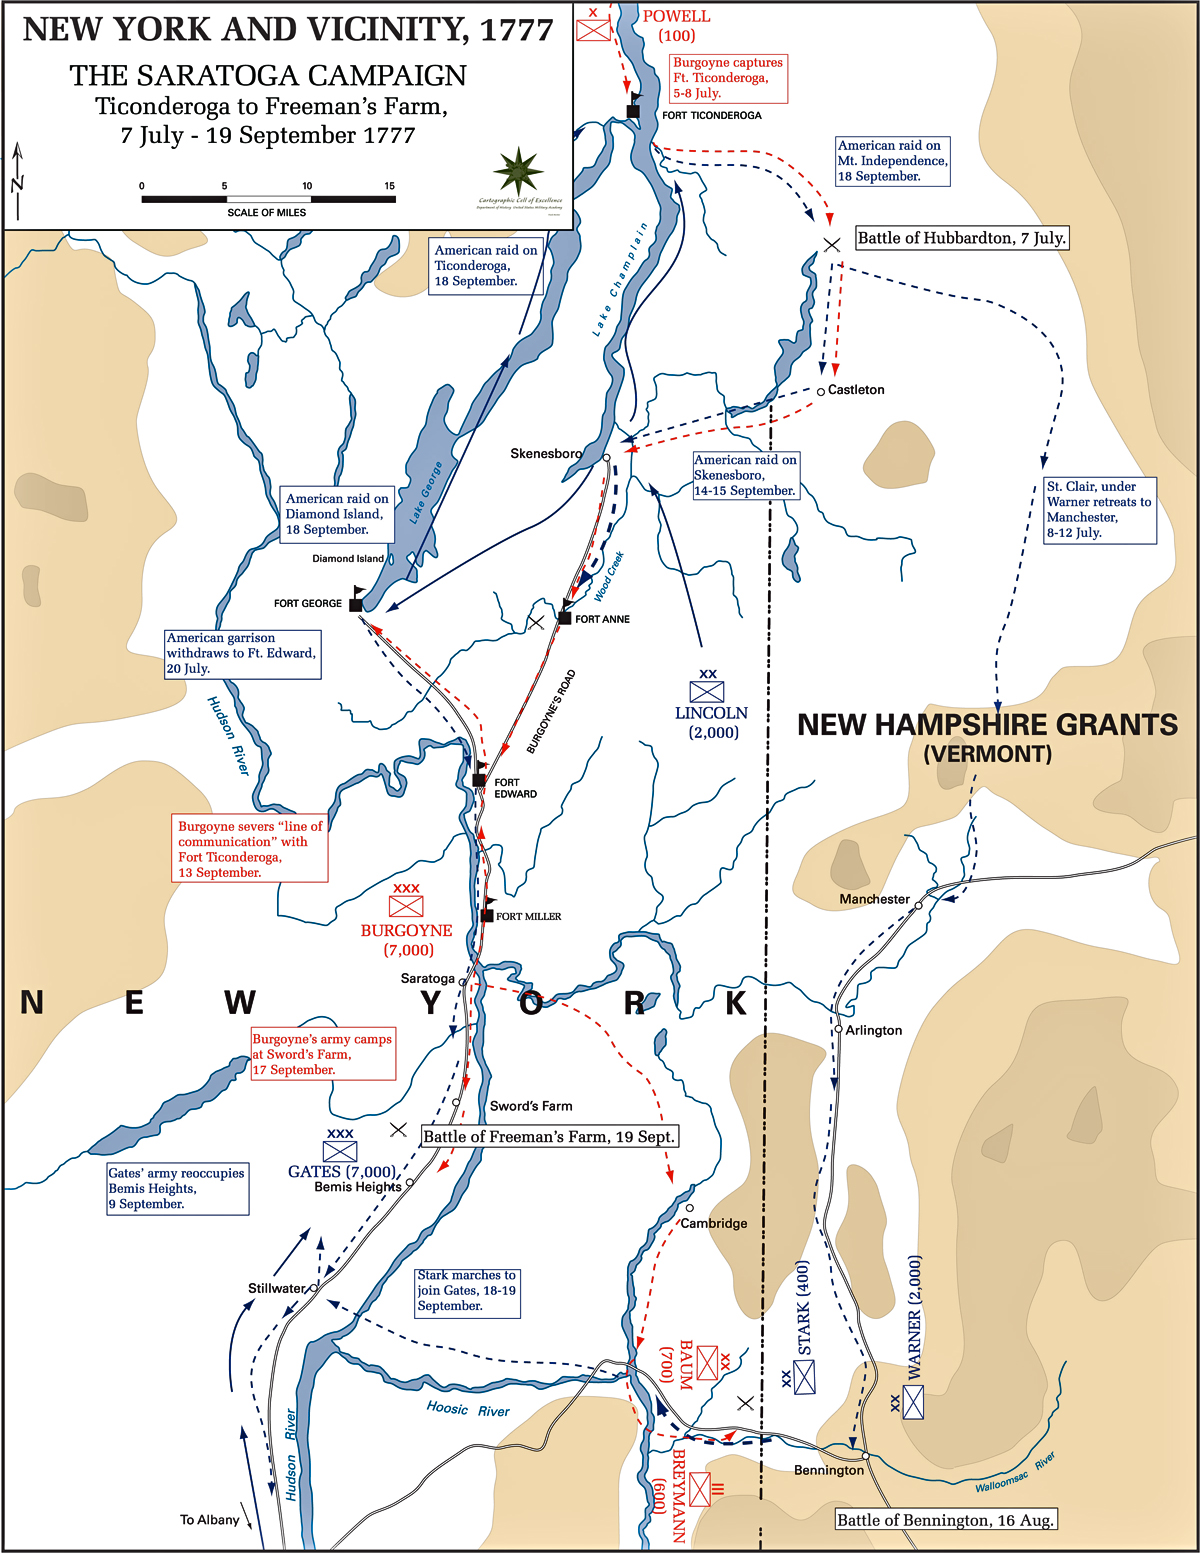 NEW YORK AND VICINITY, 1777
THE SARATOGA CAMPAIGN
Ticonderoga to Freeman's Farm,
7 July - 19 September 1777
N
0 5 10 15
SCALE OF MILES
Cartographic Cell of Excellence
X
POWELL
(100)
Burgoyne captures
Ft. Ticonderoga,
5-8 July.
FORT TICONDEROGA
American raid on
Mt. Independence,
18 September.
Battle of Hubbardton, 7 July.
American raid on
Ticonderoga,
18 September.
Lake Champlain
Castleton
Skenesboro
American raid on
Skenesboro,
14-15 September.
Lake George
American raid on
Diamond Island,
18 September.
St. Clair, under
Warner retreats to
Manchester,
8-12 July.
Diamond Island
FORT GEORGE
Wood Creek
FORT ANNE
American garrison
withdraws to Ft. Edward,
20 July.
XX
LINCOLN
(2,000)
BURGOYNE'S ROAD
Hudson River
NEW HAMPSHIRE GRANTS
(VERMONT)
FORT
EDWARD
Burgoyne severs “line of
communication” with
Fort Ticonderoga,
13 September.
XXX
BURGOYNE
(7,000)
FORT MILLER
Manchester
Saratoga
N E W Y O R K
Arlington
Burgoyne's army camps
at Sword's Farm,
17 September.
Sword's Farm
Battle of Freeman's Farm, 19 Sept.
XXX
GATES (7,000)
Bemis Heights
Gates' army reoccupies
Bemis Heights,
9 September.
Cambridge
Stillwater
Stark marches to
join Gates, 18-19
September.
XX
STARK (400)
XX
WARNER (2,000)
XX
BAUM
(700)
Hoosic River
Hudson River
III
BREYMANN
(600)
Bennington
Walloomsac River
To Albany
Battle of Bennington, 16 Aug.